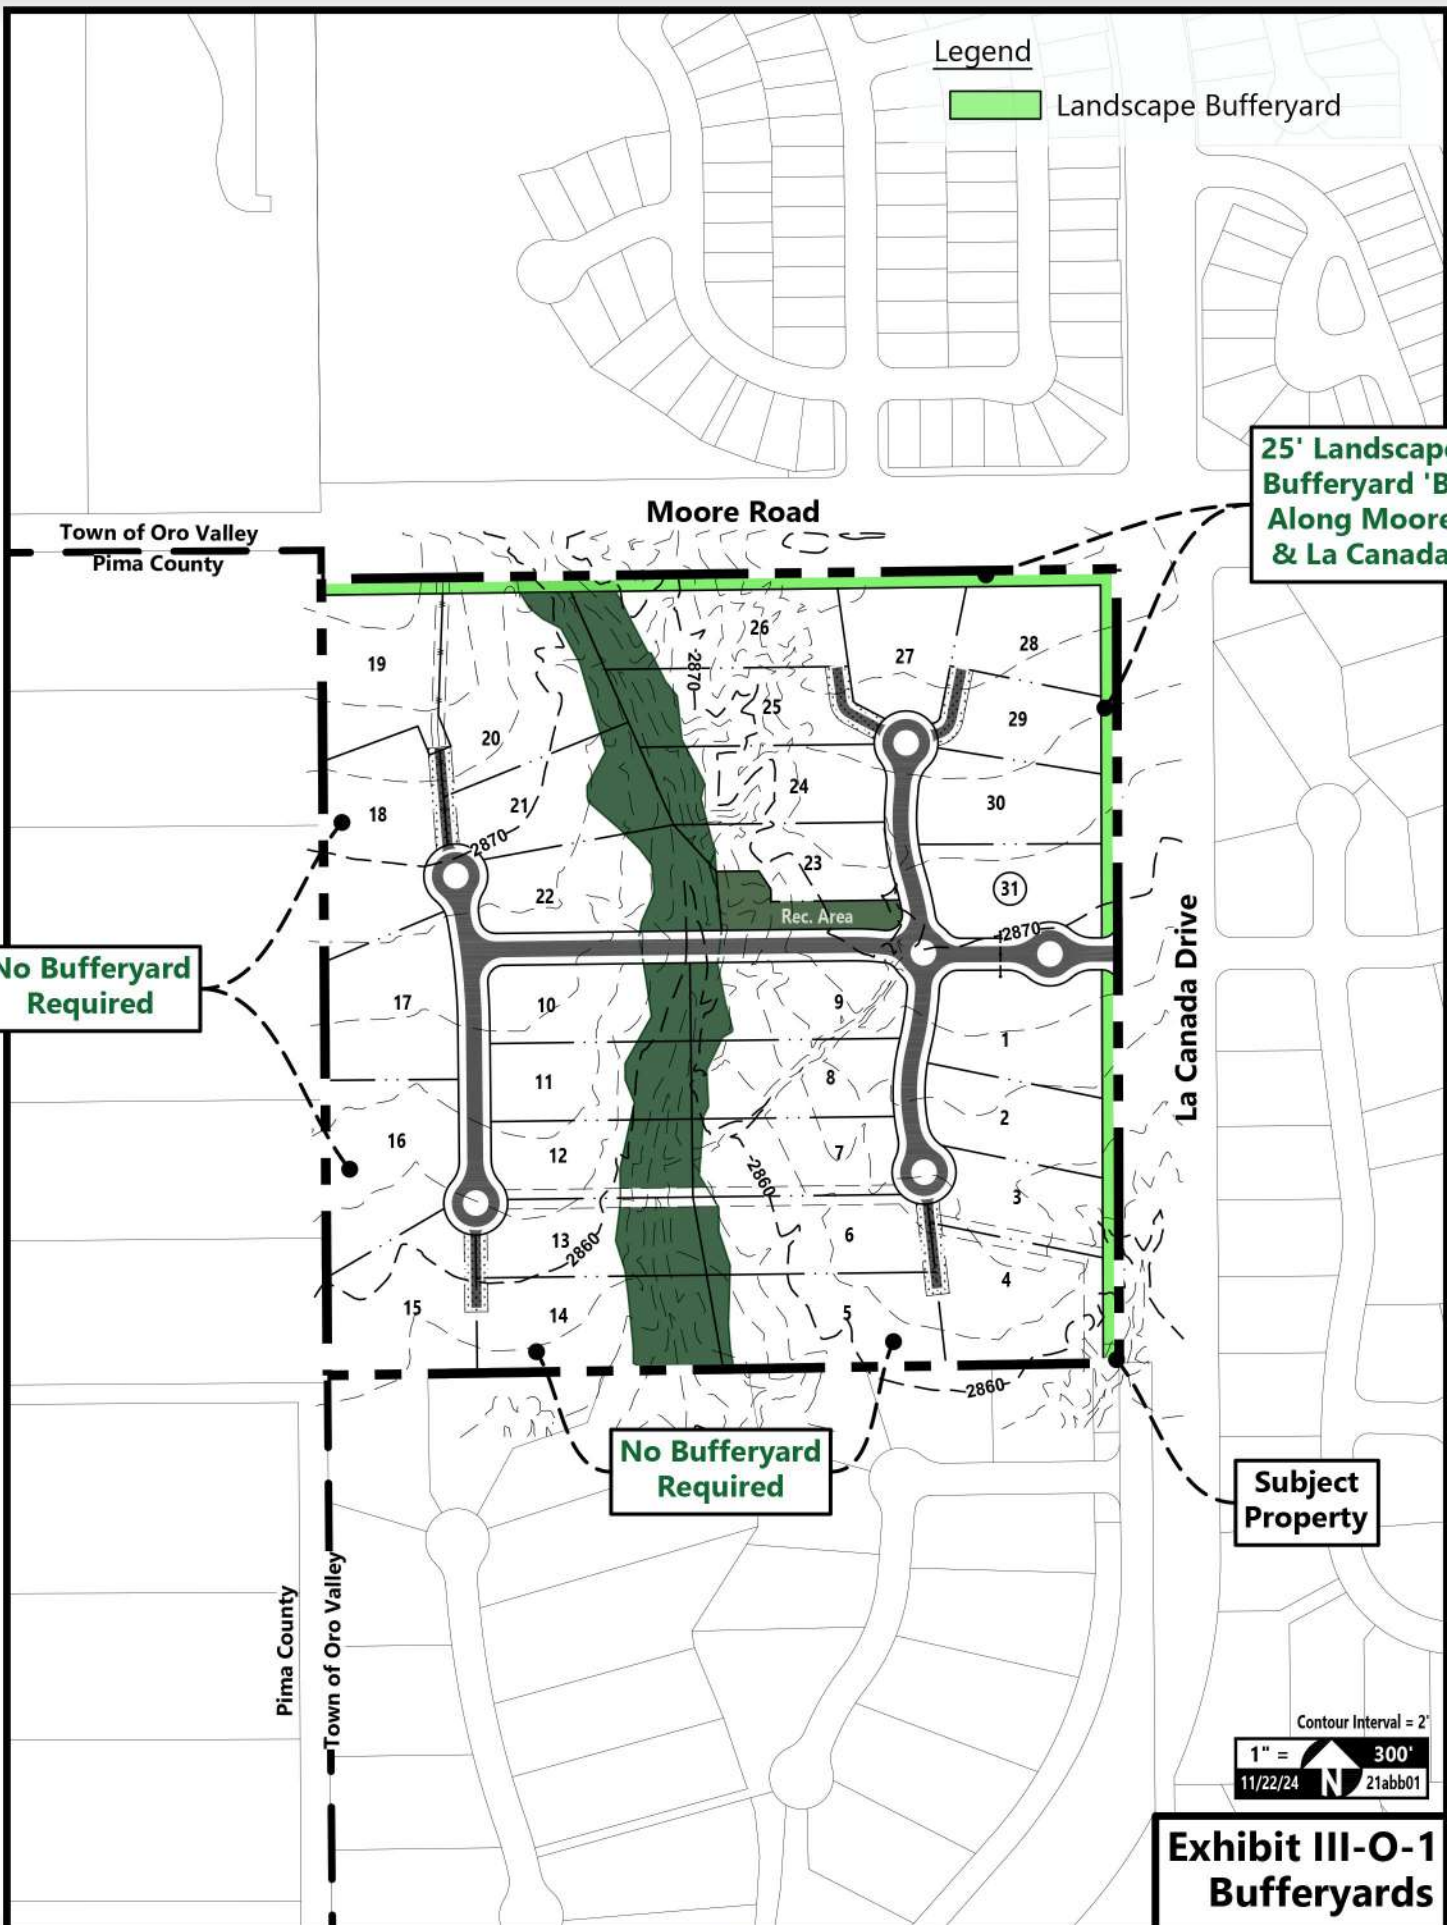 Legend
Landscape Bufferyard
25' Landscape
Bufferyard 'B
Along Moore
& La Canada
Moore Road
Town of Oro Valley
Pima County
26
28
27
19
2870
25
29
20
24
30
21
18
2870
23
31
22
Rec. Area
2870
La Canada Drive
No Bufferyard
Required
17
10
9
1
11
8
2
16
12
7
2860
3
13
2860
6
4
15
14
5
2860
No Bufferyard
Required
Subject
Property
Pima County
Town of Oro Valley
Contour Interval = 2'
1" = 300'
11/22/24 N 21abb01
Exhibit III-O-1
Bufferyards